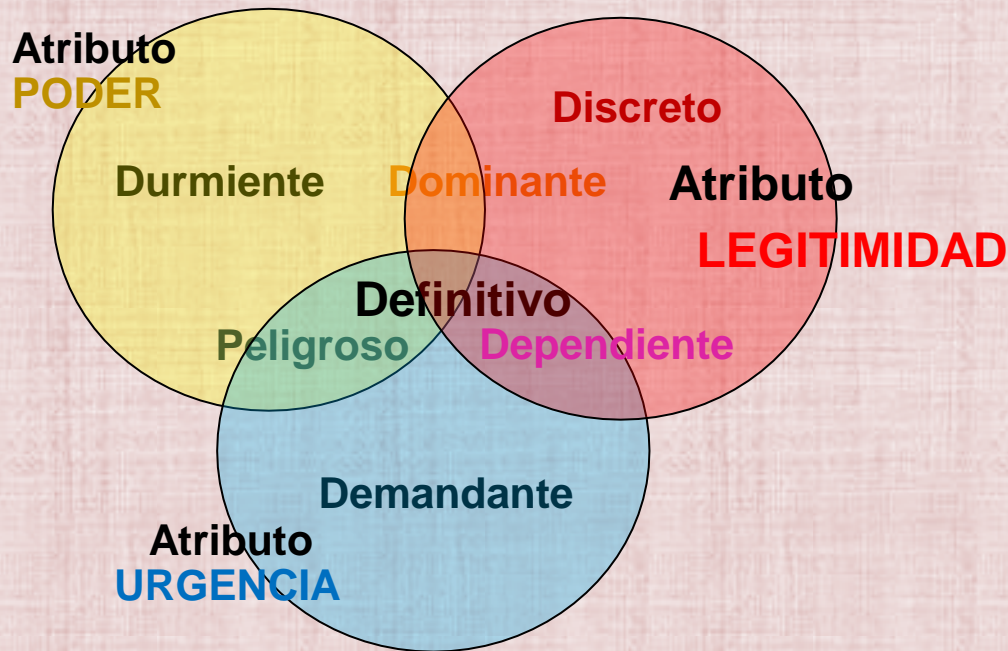 Atributo
PODER
Discreto
Durmiente
Dominante
Atributo
LEGITIMIDAD
Definitivo
Peligroso
Dependiente
Demandante
Atributo
URGENCIA